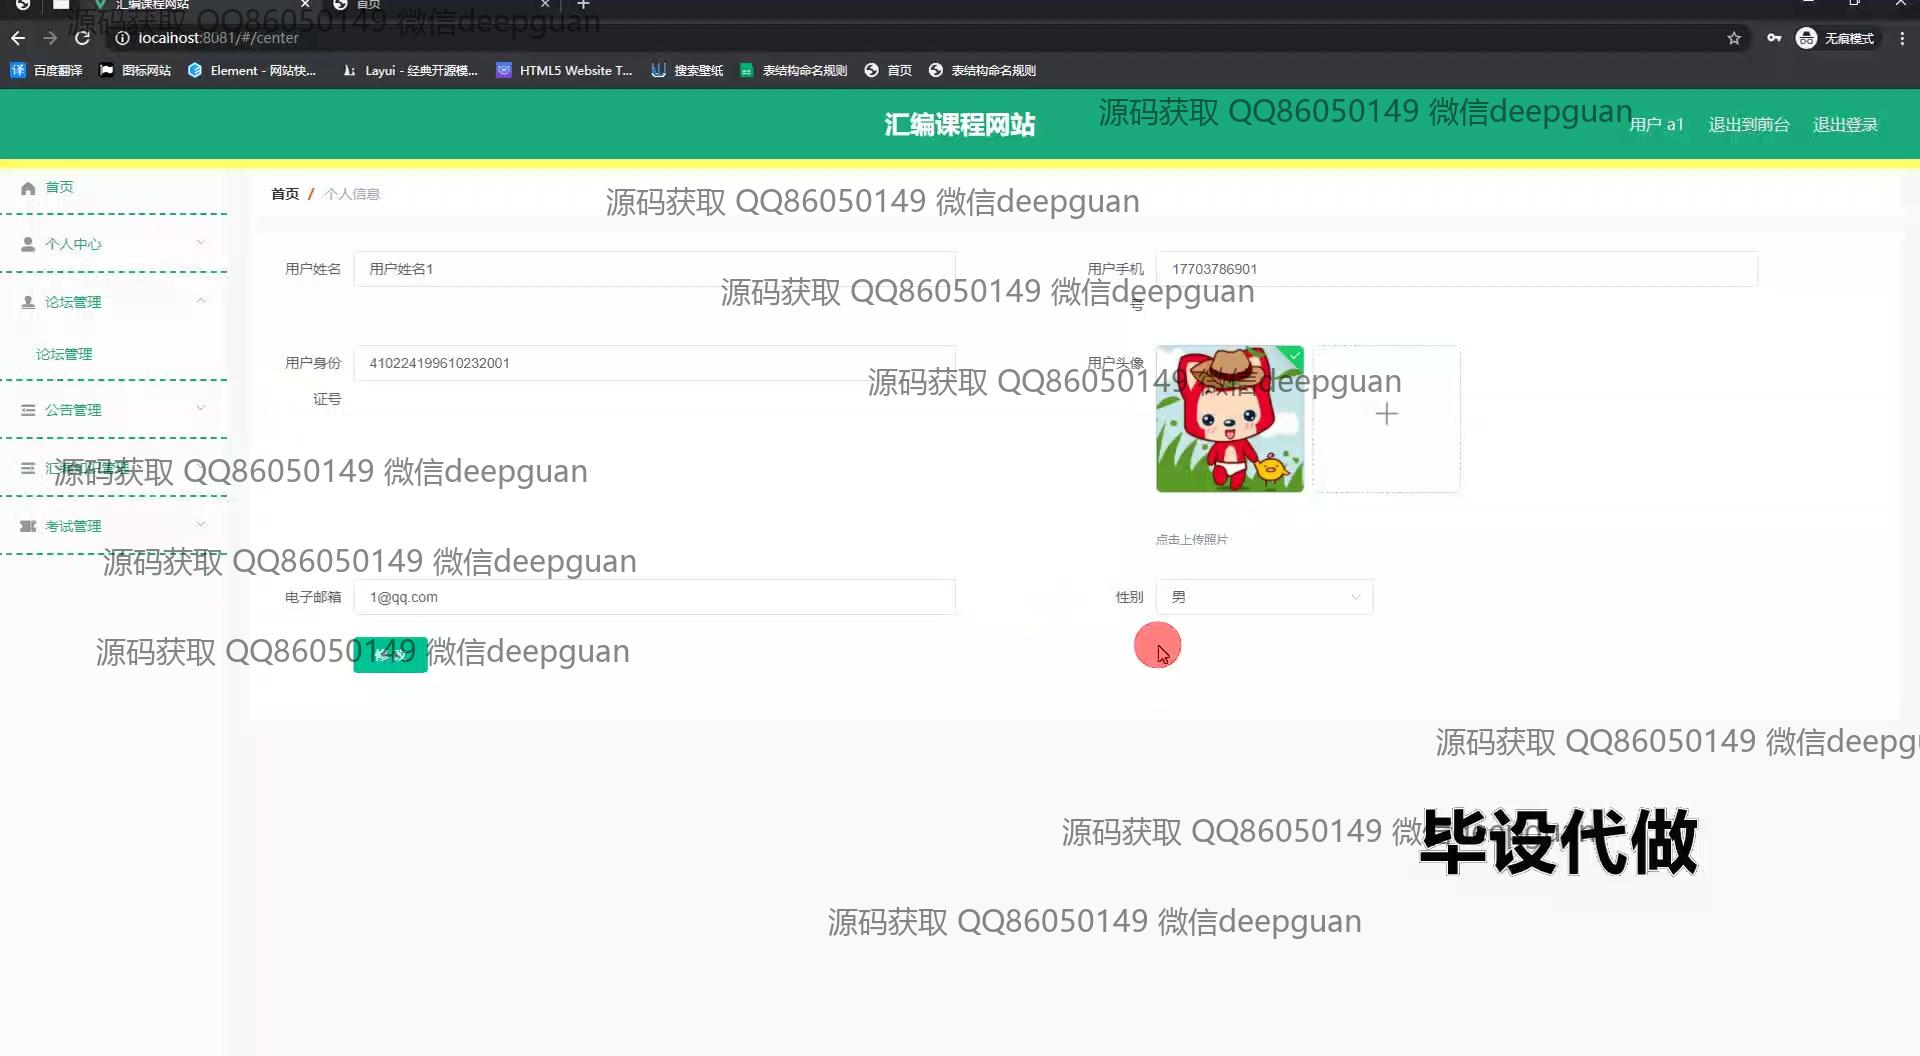 汇编课程网站
首页
源码获取 QQ86050149 微信deepguan
localhost:8081/#/center
无痕模式
百度翻译
图标网站
Element - 网站快...
Layui - 经典开源模...
HTML5 Website T...
搜索壁纸
表结构命名规则
首页
表结构命名规则
汇编课程网站
源码获取 QQ86050149 微信deepguan
用户 a1
退出到前台
退出登录
首页
首页 / 个人信息
源码获取 QQ86050149 微信deepguan
个人中心
用户姓名
用户姓名1
用户手机号
17703786901
源码获取 QQ86050149 微信deepguan
论坛管理
论坛管理
用户身份证号
410224199610232001
用户头像
源码获取 QQ86050149 微信deepguan
公告管理
源码获取 QQ86050149 微信deepguan
考试管理
点击上传照片
源码获取 QQ86050149 微信deepguan
电子邮箱
1@qq.com
性别
男
修改
源码获取 QQ86050149 微信deepguan
源码获取 QQ86050149 微信deepgu
源码获取 QQ86050149 微信deepguan
毕设代做
源码获取 QQ86050149 微信deepguan